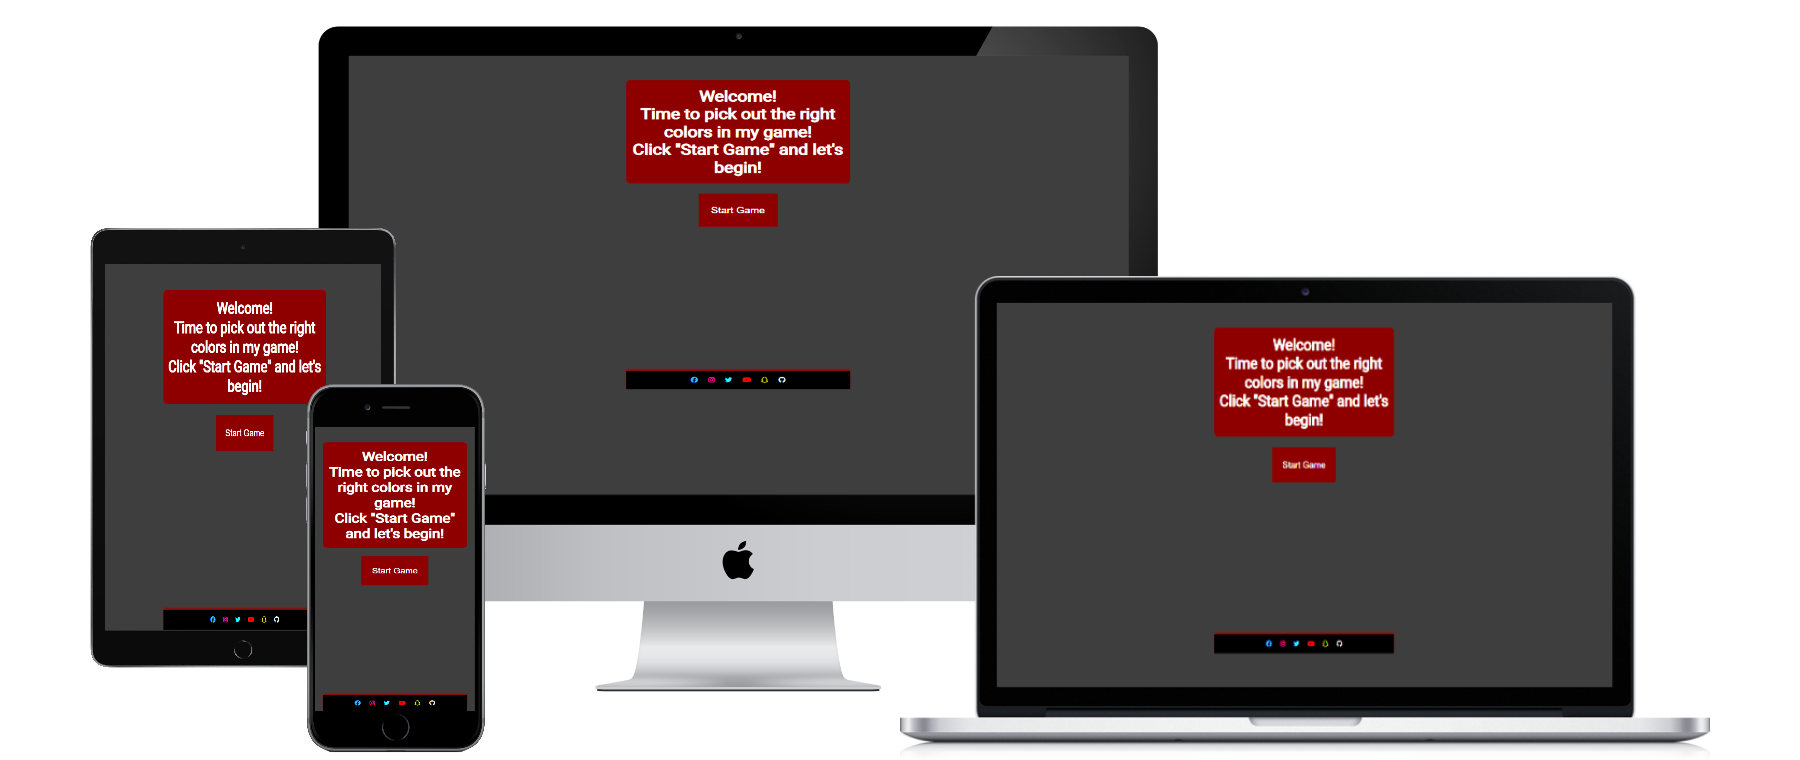 Welcome!
Time to pick out the right
colors in my game!
Click "Start Game" and let's
begin!
Start Game
Welcome!
Time to pick out the right
colors in my game!
Click "Start Game" and let's
begin!
Start Game
Welcome!
Time to pick out the
right colors in my
game!
Click "Start Game"
and let's begin!
Start Game
Welcome!
Time to pick out the right
colors in my game!
Click "Start Game" and let's
begin!
Start Game